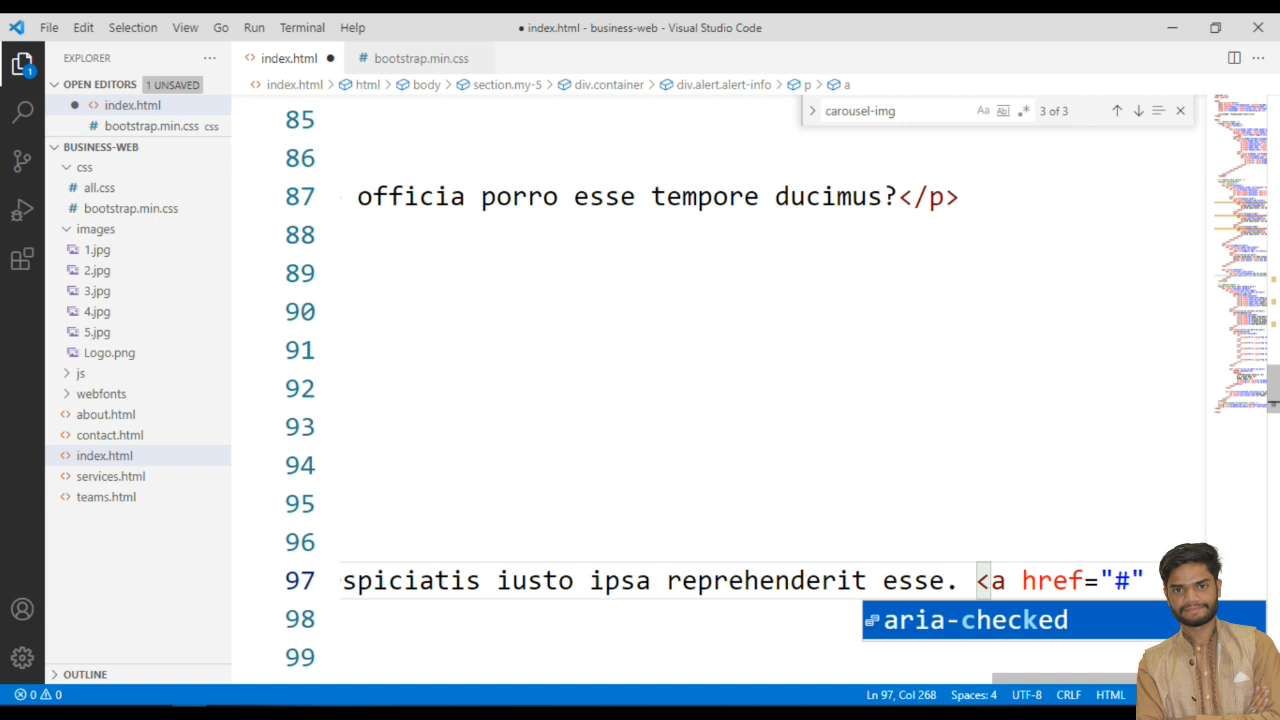 File Edit Selection View Go Run Terminal Help
● index.html - business-web - Visual Studio Code
EXPLORER
OPEN EDITORS 1 UNSAVED
index.html
bootstrap.min.css css
BUSINESS-WEB
css
all.css
bootstrap.min.css
images
1.jpg
2.jpg
3.jpg
4.jpg
5.jpg
Logo.png
js
webfonts
about.html
contact.html
index.html
services.html
teams.html
OUTLINE
index.html
bootstrap.min.css
index.html > html > body > section.my-5 > div.container > div.alert.alert-info > p > a
carousel-img Aa Ab| .* 3 of 3
85
86
87 officia porro esse tempore ducimus?</p>
88
89
90
91
92
93
94
95
96
97 spiciatis iusto ipsa reprehenderit esse. <a href="#"
aria-checked
98
99
0 0
Ln 97, Col 268 Spaces: 4 UTF-8 CRLF HTML
1